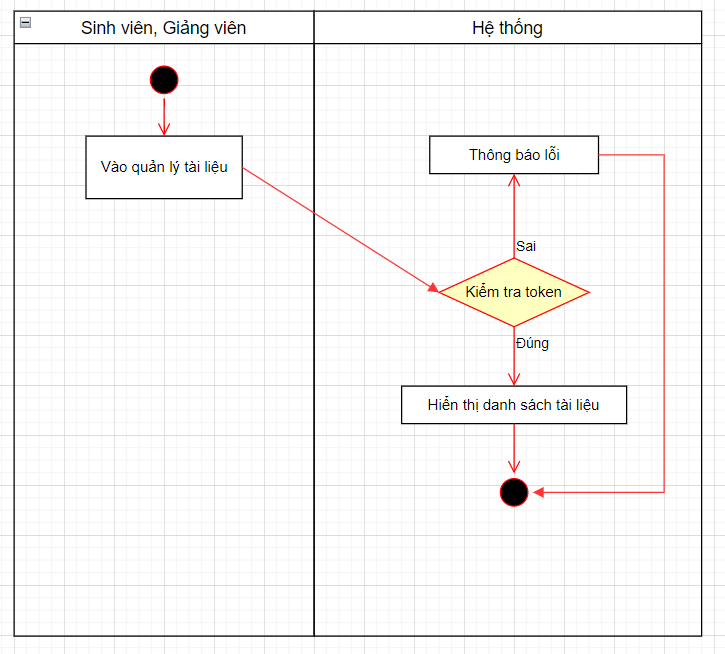 Sinh viên, Giảng viên
Hệ thống
Vào quản lý tài liệu
Thông báo lỗi
Sai
Kiểm tra token
Đúng
Hiển thị danh sách tài liệu